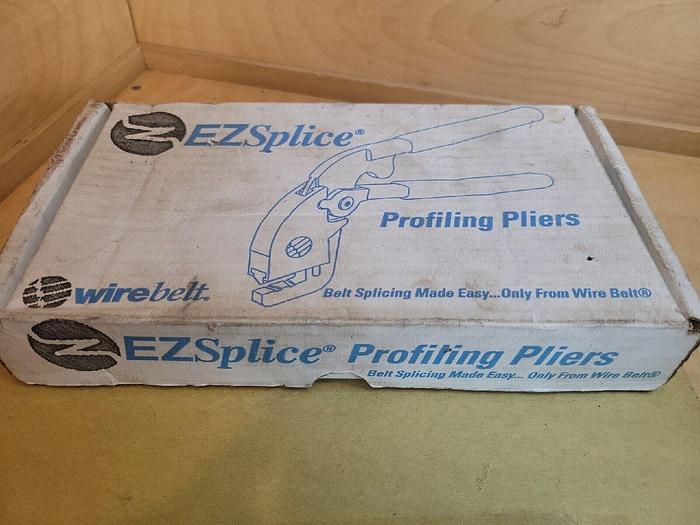 EZSplice®
Profiling Pliers
wirebelt.
Belt Splicing Made Easy...Only From Wire Belt®
EZSplice® Profiling Pliers
Belt Splicing Made Easy... Only From Wire Belt®